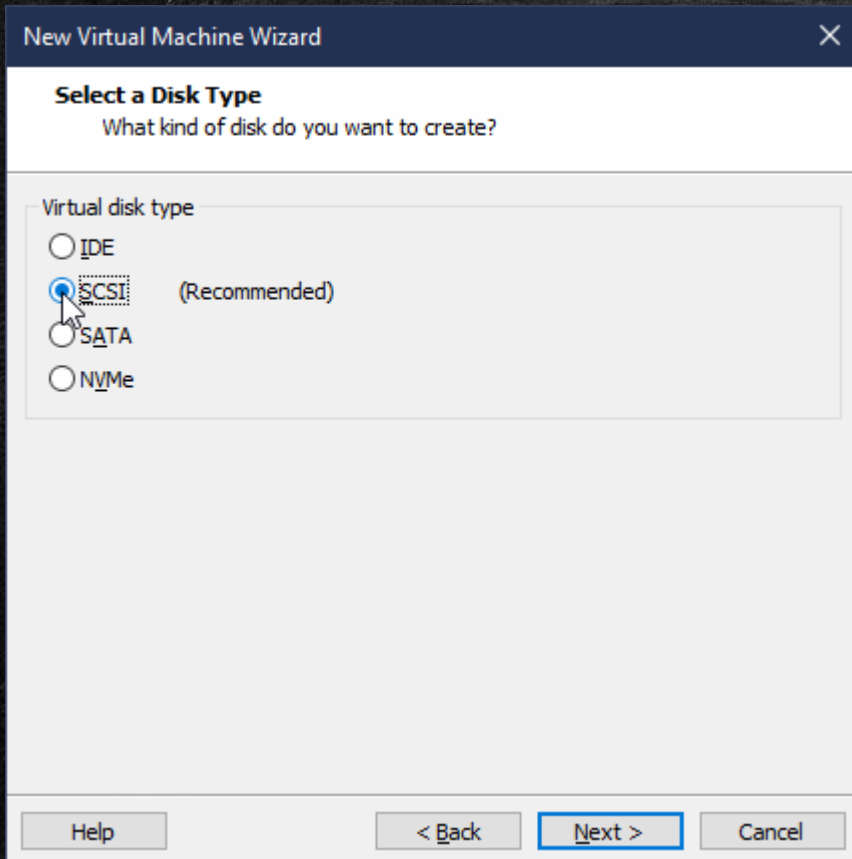 New Virtual Machine Wizard
Select a Disk Type
What kind of disk do you want to create?
Virtual disk type
IDE
SCSI (Recommended)
SATA
NVMe
Help < Back Next > Cancel